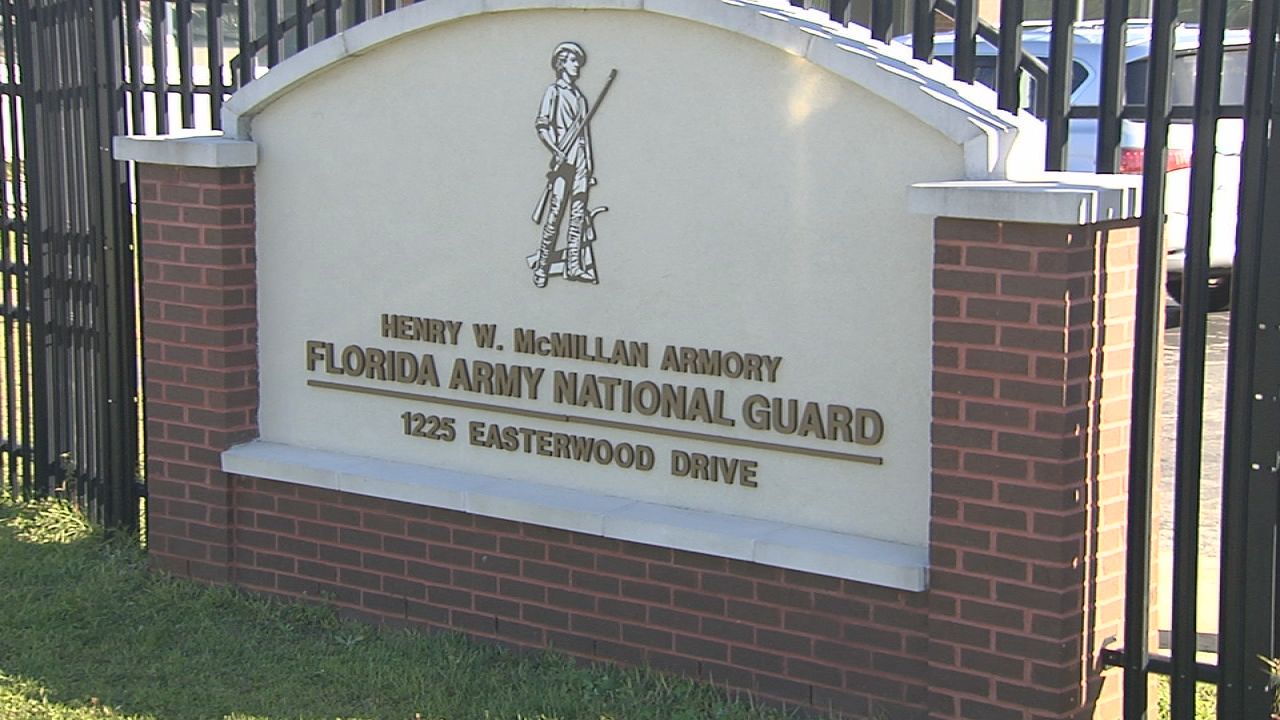 HENRY W. McMILLAN ARMORY
FLORIDA ARMY NATIONAL GUARD
1225 EASTERWOOD DRIVE